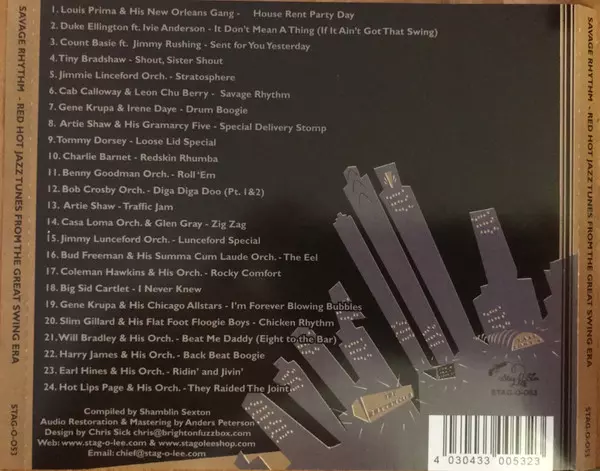 SAVAGE RHYTHM - RED HOT JAZZ TUNES FROM THE GREAT SWING ERA
STAG-O-053
1. Louis Prima & His New Orleans Gang - House Rent Party Day
2. Duke Ellington ft. Ivie Anderson - It Don't Mean A Thing (If It Ain't Got That Swing)
3. Count Basie ft. Jimmy Rushing - Sent for You Yesterday
4. Tiny Bradshaw - Shout, Sister Shout
5. Jimmie Linceford Orch. - Stratosphere
6. Cab Calloway & Leon Chu Berry - Savage Rhythm
7. Gene Krupa & Irene Daye - Drum Boogie
8. Artie Shaw & His Gramarcy Five - Special Delivery Stomp
9. Tommy Dorsey - Loose Lid Special
10. Charlie Barnet - Redskin Rhumba
11. Benny Goodman Orch. - Roll 'Em
12. Bob Crosby Orch. - Diga Diga Doo (Pt. 1&2)
13. Artie Shaw - Traffic Jam
14. Casa Loma Orch. & Glen Gray - Zig Zag
15. Jimmy Lunceford Orch. - Lunceford Special
16. Bud Freeman & His Summa Cum Laude Orch. - The Eel
17. Coleman Hawkins & His Orch. - Rocky Comfort
18. Big Sid Cartlet - I Never Knew
19. Gene Krupa & His Chicago Allstars - I'm Forever Blowing Bubbles
20. Slim Gillard & His Flat Foot Floogie Boys - Chicken Rhythm
21. Will Bradley & His Orch. - Beat Me Daddy (Eight to the Bar)
22. Harry James & His Orch. - Back Beat Boogie
23. Earl Hines & His Orch. - Ridin' and Jivin'
24. Hot Lips Page & His Orch. - They Raided The Joint
Compiled by Shamblin Sexton
Audio Restoration & Mastering by Anders Peterson
Design by Chris Sick chris@brightonfuzzbox.com
Web: www.stag-o-lee.com & www.stagoleeshop.com
Email: chief@stag-o-lee.com
STAG-O-053
4 030433 005323
SAVAGE RHYTHM - RED HOT JAZZ TUNES FROM THE GREAT SWING ERA
STAG-O-053